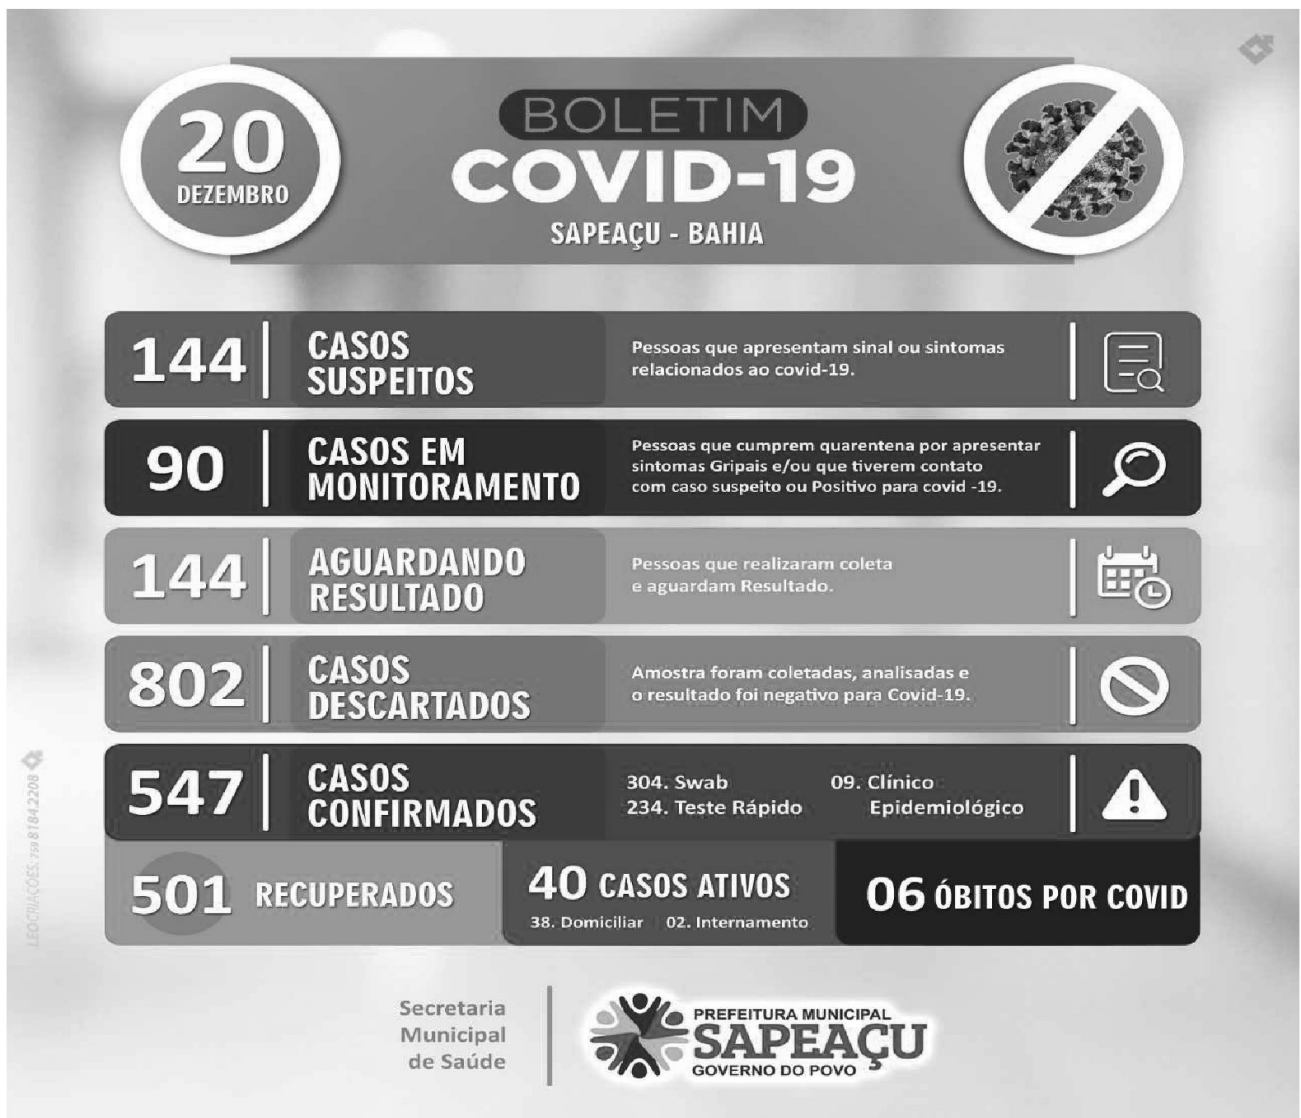 20
DEZEMBRO
BOLETIM
COVID-19
SAPEAÇU - BAHIA
144
CASOS
SUSPEITOS
Pessoas que apresentam sinal ou sintomas
relacionados ao covid-19.
90
CASOS EM
MONITORAMENTO
Pessoas que cumprem quarentena por apresentar
sintomas Gripais e/ou que tiverem contato
com caso suspeito ou Positivo para covid -19.
144
AGUARDANDO
RESULTADO
Pessoas que realizaram coleta
e aguardam Resultado.
802
CASOS
DESCARTADOS
Amostra foram coletadas, analisadas e
o resultado foi negativo para Covid-19.
547
CASOS
CONFIRMADOS
304. Swab
234. Teste Rápido
09. Clínico
Epidemiológico
501 RECUPERADOS
40 CASOS ATIVOS
38. Domiciliar 02. Internamento
06 ÓBITOS POR COVID
LEOCRIACOES: 759 8184.2208
Secretaria
Municipal
de Saúde
PREFEITURA MUNICIPAL
SAPEAÇU
GOVERNO DO POVO